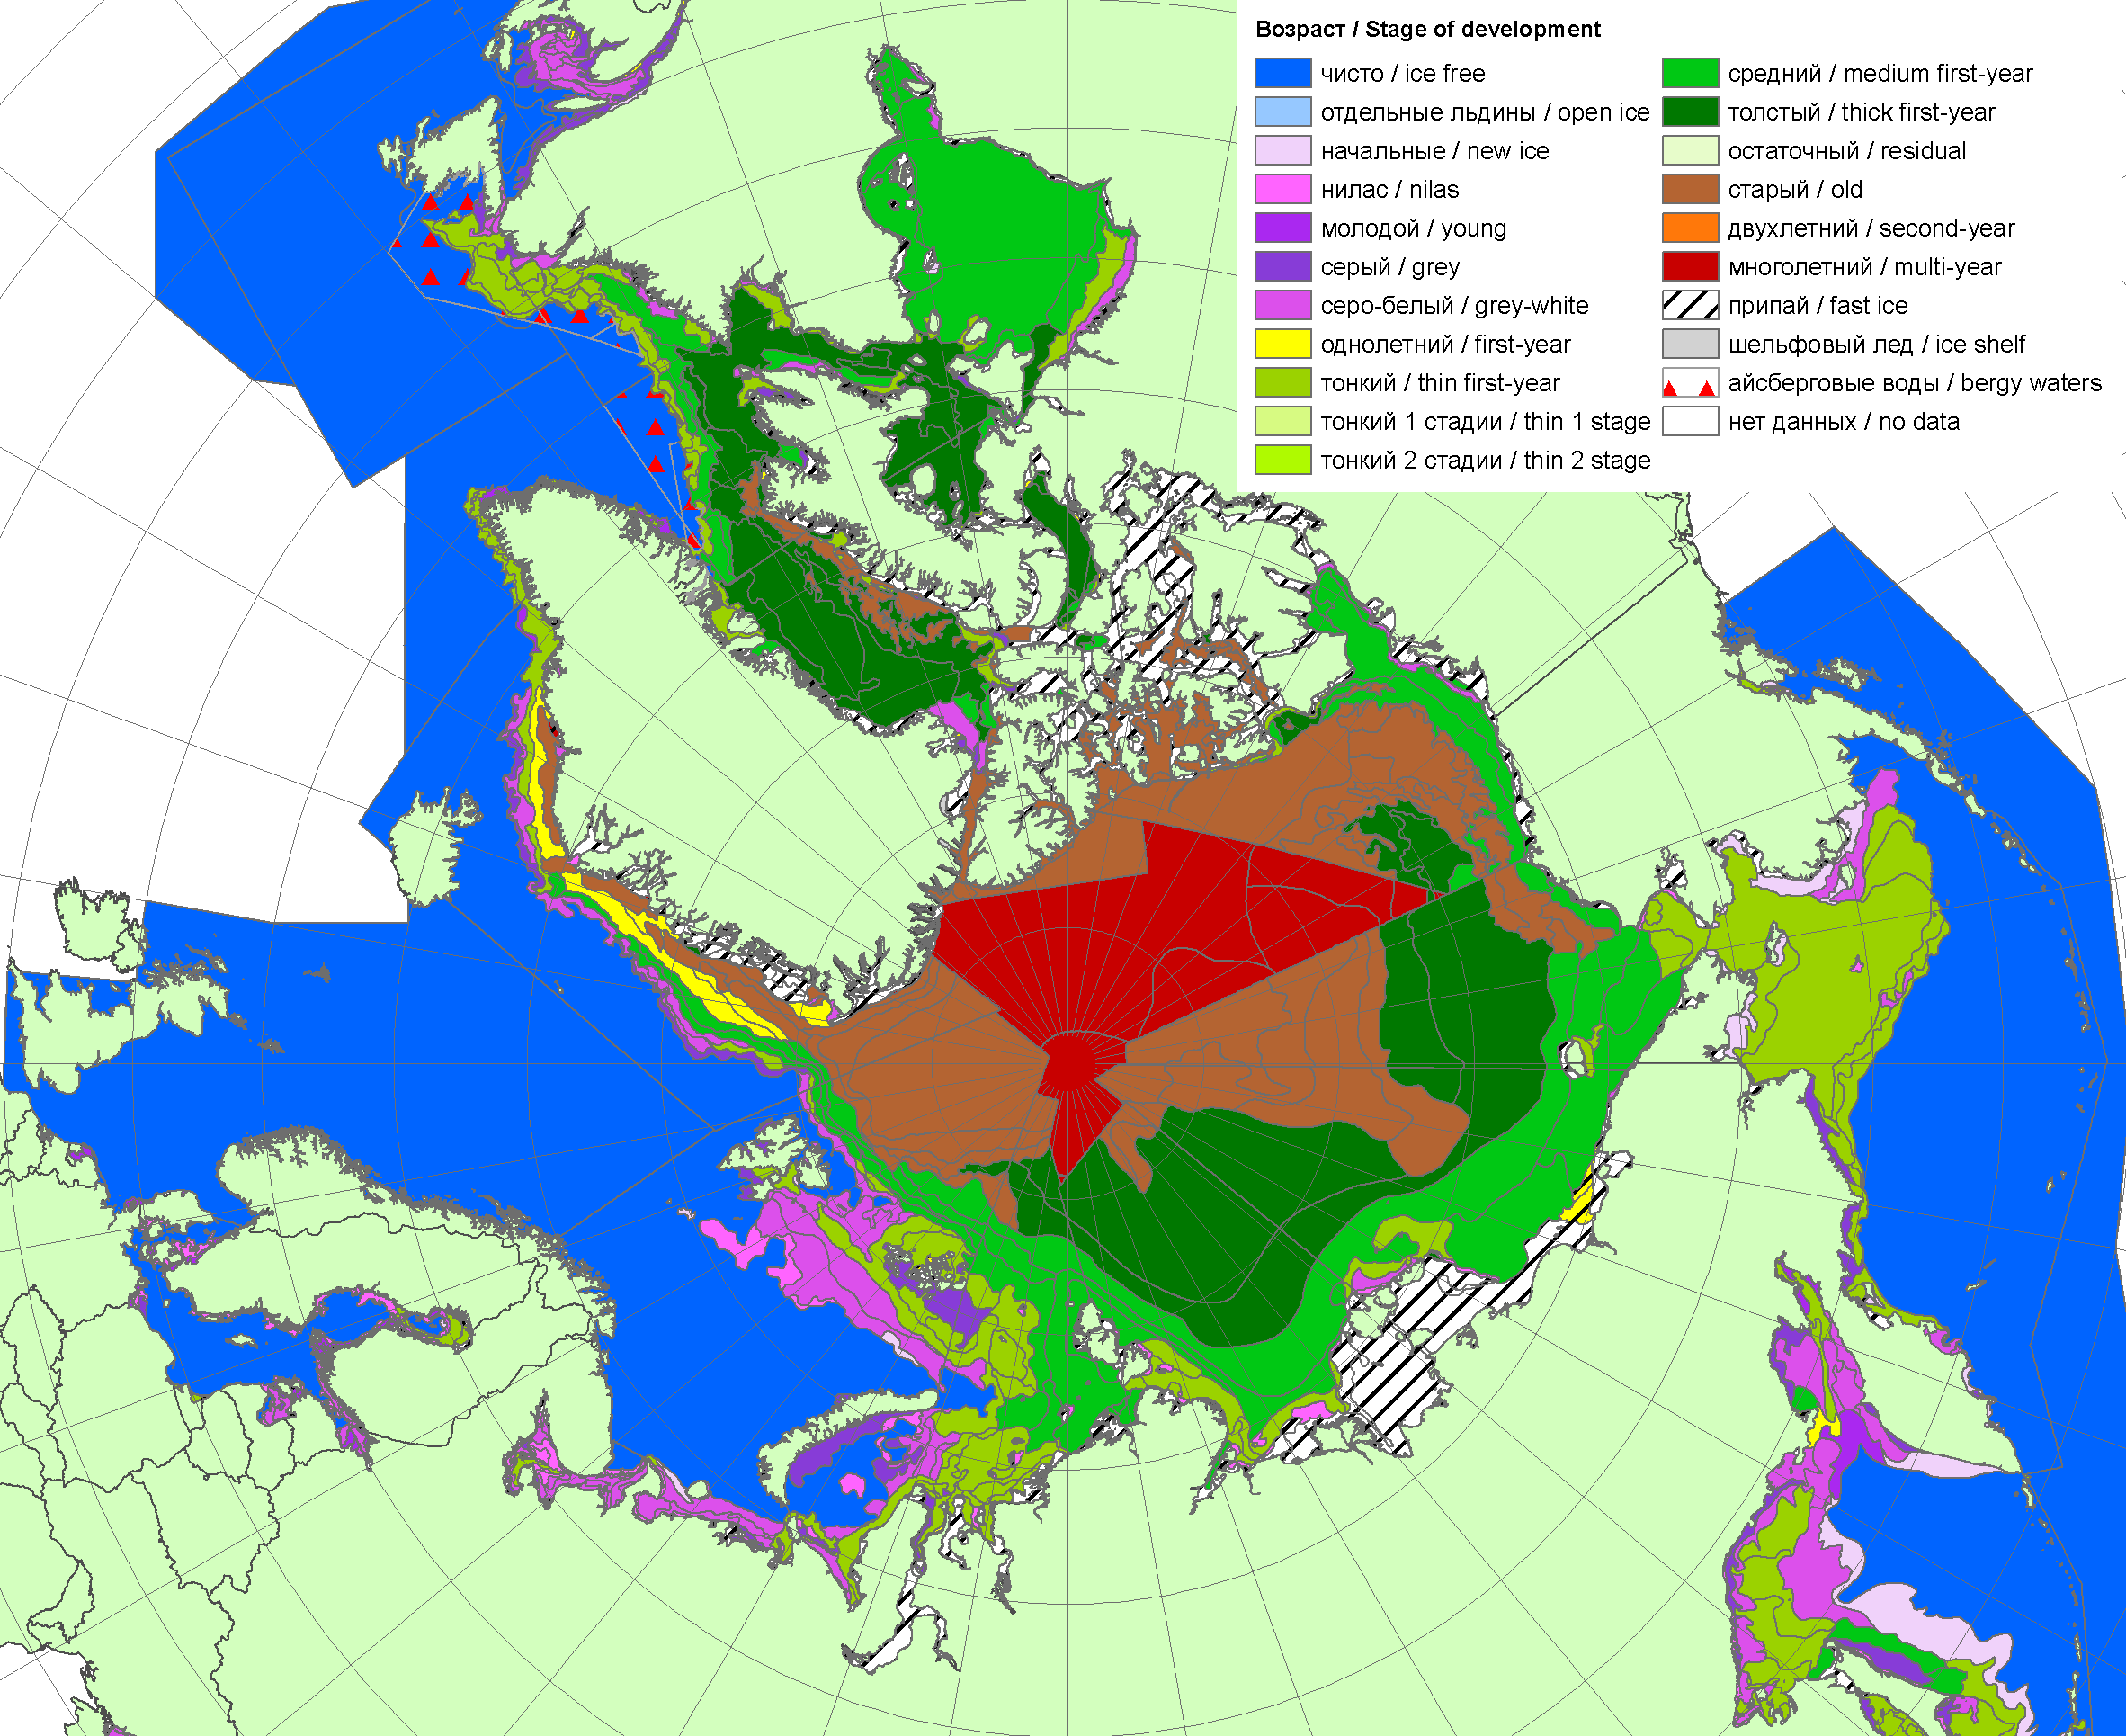 Возраст / Stage of development
чисто / ice free
отдельные льдины / open ice
начальные / new ice
нилас / nilas
молодой / young
серый / grey
серо-белый / grey-white
однолетний / first-year
тонкий / thin first-year
тонкий 1 стадии / thin 1 stage
тонкий 2 стадии / thin 2 stage
средний / medium first-year
толстый / thick first-year
остаточный / residual
старый / old
двухлетний / second-year
многолетний / multi-year
припай / fast ice
шельфовый лед / ice shelf
айсберговые воды / bergy waters
нет данных / no data